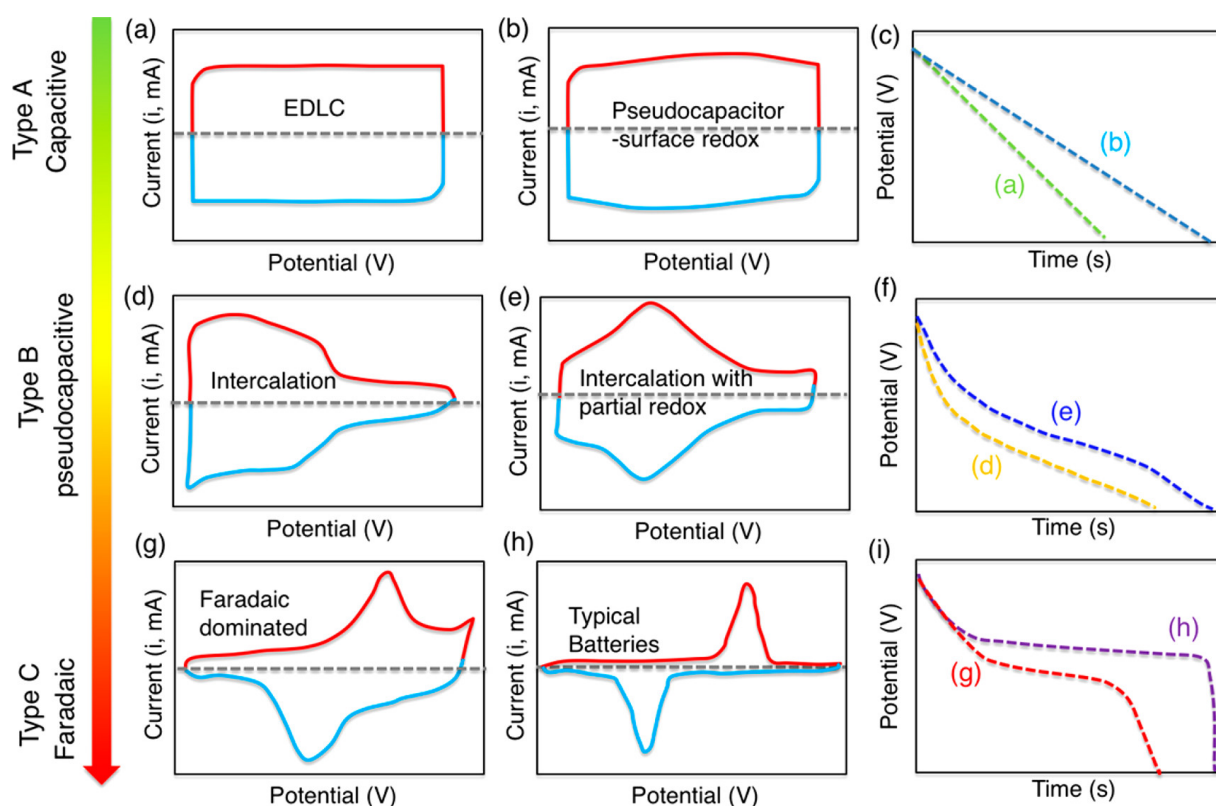 Type A
Capacitive
(a)
Current (i, mA)
EDLC
Potential (V)
(b)
Current (i, mA)
Pseudocapacitor
-surface redox
Potential (V)
(c)
Potential (V)
(b)
(a)
Time (s)
Type B
pseudocapacitive
(d)
Current (i, mA)
Intercalation
Potential (V)
(e)
Current (i, mA)
Intercalation with
partial redox
Potential (V)
(f)
Potential (V)
(e)
(d)
Time (s)
Type C
Faradaic
(g)
Current (i, mA)
Faradaic
dominated
Potential (V)
(h)
Current (i, mA)
Typical
Batteries
Potential (V)
(i)
Potential (V)
(h)
(g)
Time (s)